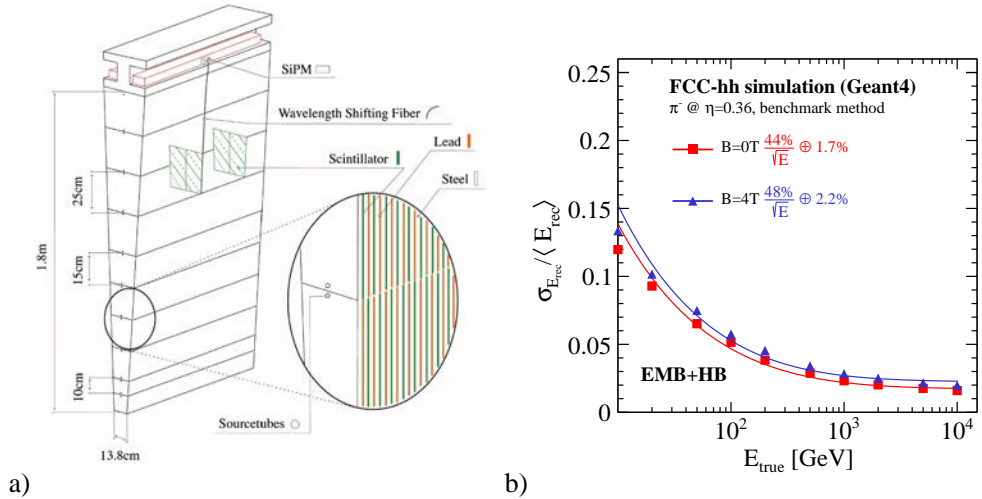 SiPM
Wavelength Shifting Fiber
Lead
Scintillator
Steel
25cm
1.8m
15cm
10cm
Sourcetubes
13.8cm
a)
FCC-hh simulation (Geant4)
π⁻ @ η=0.36, benchmark method
B=0T 44%/√E ⊕ 1.7%
B=4T 48%/√E ⊕ 2.2%
σ_E_rec / ⟨E_rec⟩
0.25
0.2
0.15
0.1
0.05
0
EMB+HB
10² 10³ 10⁴
E_true [GeV]
b)